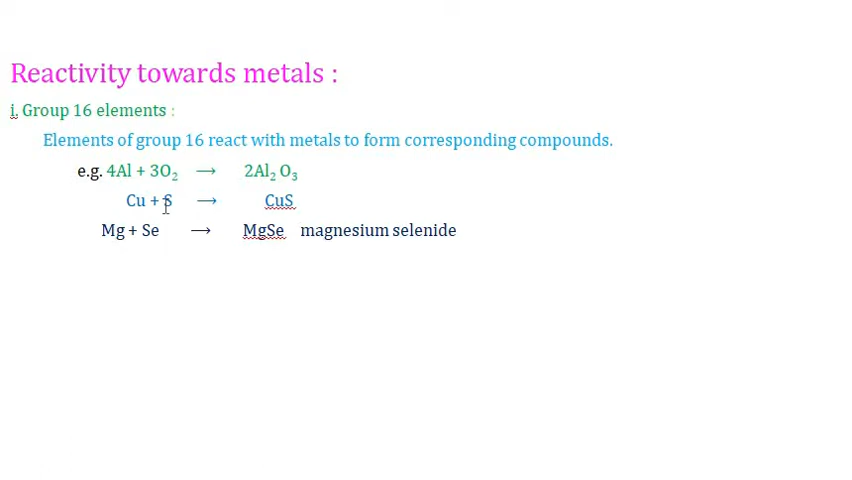 Reactivity towards metals :
i. Group 16 elements :
Elements of group 16 react with metals to form corresponding compounds.
e.g. 4Al + 3O₂ → 2Al₂ O₃
Cu + S → CuS
Mg + Se → MgSe magnesium selenide